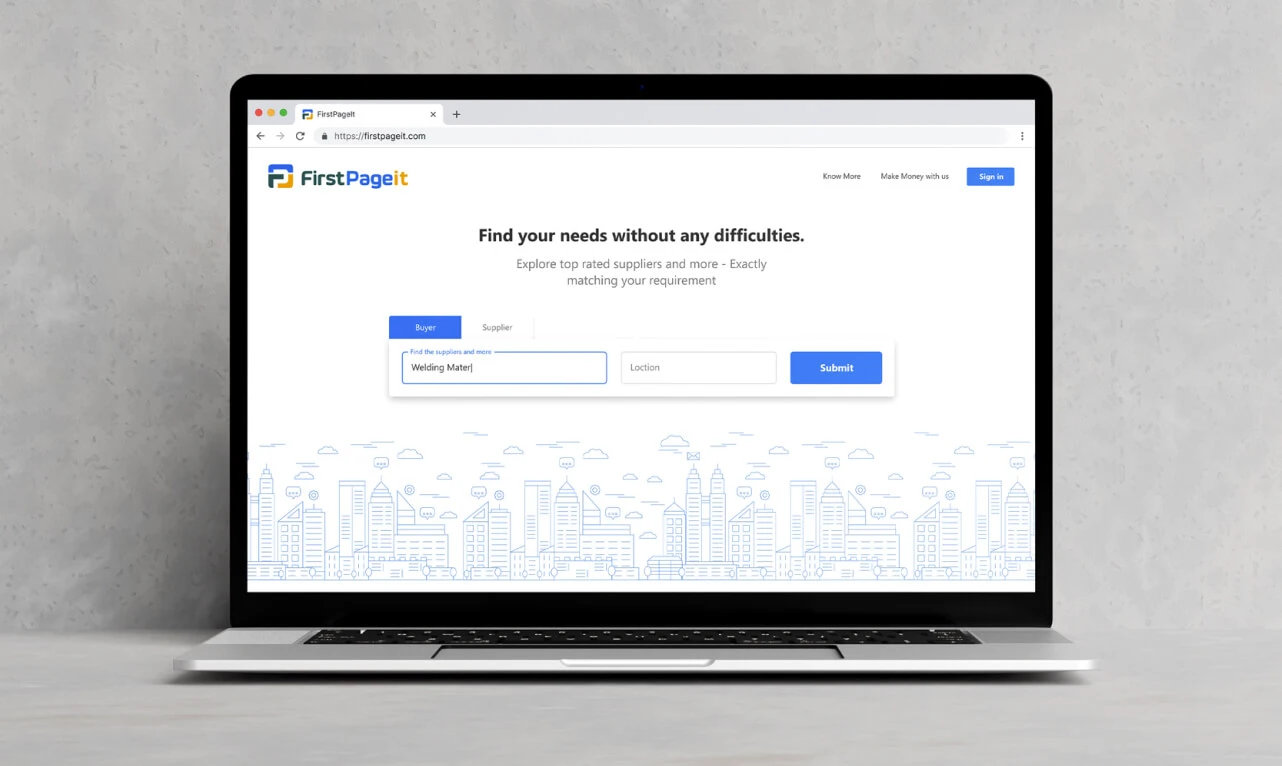 FirstPageIt
https://firstpageit.com
FirstPageit
Know More
Make Money with us
Sign in
Find your needs without any difficulties.
Explore top rated suppliers and more - Exactly
matching your requirement
Buyer
Supplier
Find the suppliers and more
Welding Mater
Loction
Submit